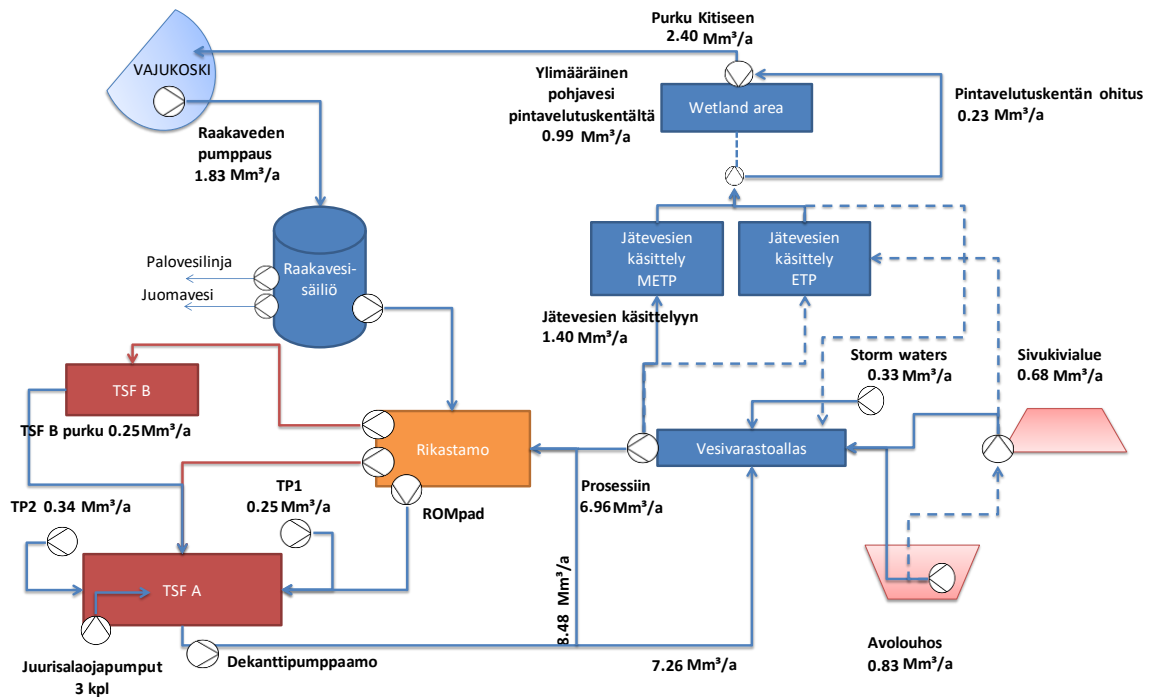 Purku Kitiseen
2.40 Mm³/a
VAJUKOSKI
Ylimääräinen
pohjavesi
pintavelutuskentältä
0.99 Mm³/a
Wetland area
Pintavelutuskentän ohitus
0.23 Mm³/a
Raakaveden
pumppaus
1.83 Mm³/a
Palovesilinja
Juomavesi
Raakavesi-
säiliö
Jätevesien
käsittely
METP
Jätevesien
käsittely
ETP
Jätevesien käsittelyyn
1.40 Mm³/a
Storm waters
0.33 Mm³/a
Sivukivialue
0.68 Mm³/a
TSF B
TSF B purku 0.25 Mm³/a
Rikastamo
Vesivarastoallas
Prosessiin
6.96 Mm³/a
TP2 0.34 Mm³/a
TP1
0.25 Mm³/a
ROMpad
TSF A
8.48 Mm³/a
Juurisalaojapumput
3 kpl
Dekanttipumppaamo
7.26 Mm³/a
Avolouhos
0.83 Mm³/a